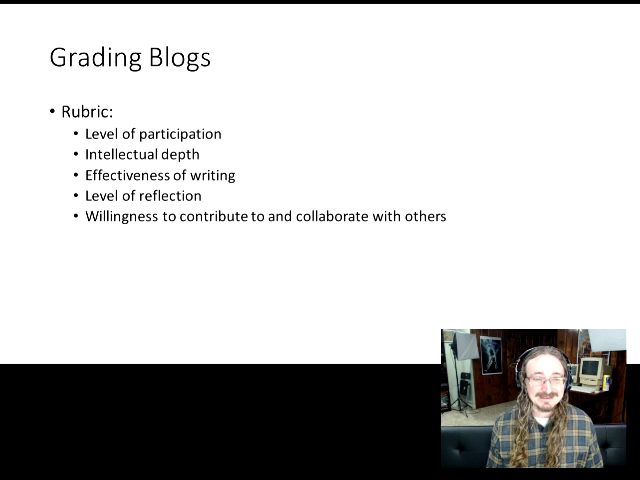 Grading Blogs
• Rubric:
• Level of participation
• Intellectual depth
• Effectiveness of writing
• Level of reflection
• Willingness to contribute to and collaborate with others